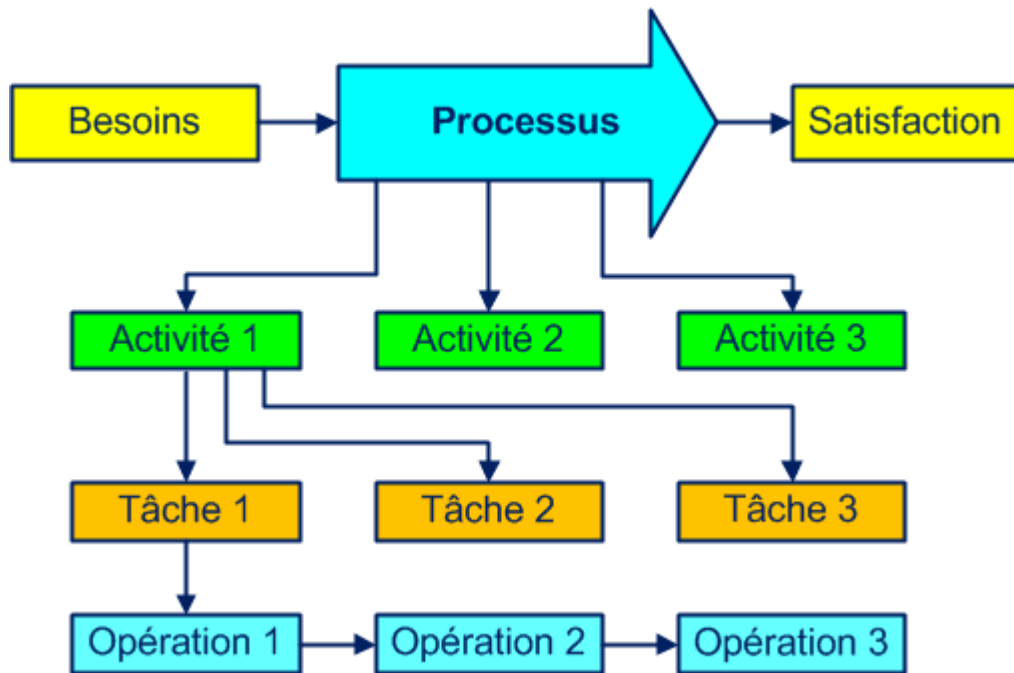 Besoins
Processus
Satisfaction
Activité 1
Activité 2
Activité 3
Tâche 1
Tâche 2
Tâche 3
Opération 1
Opération 2
Opération 3